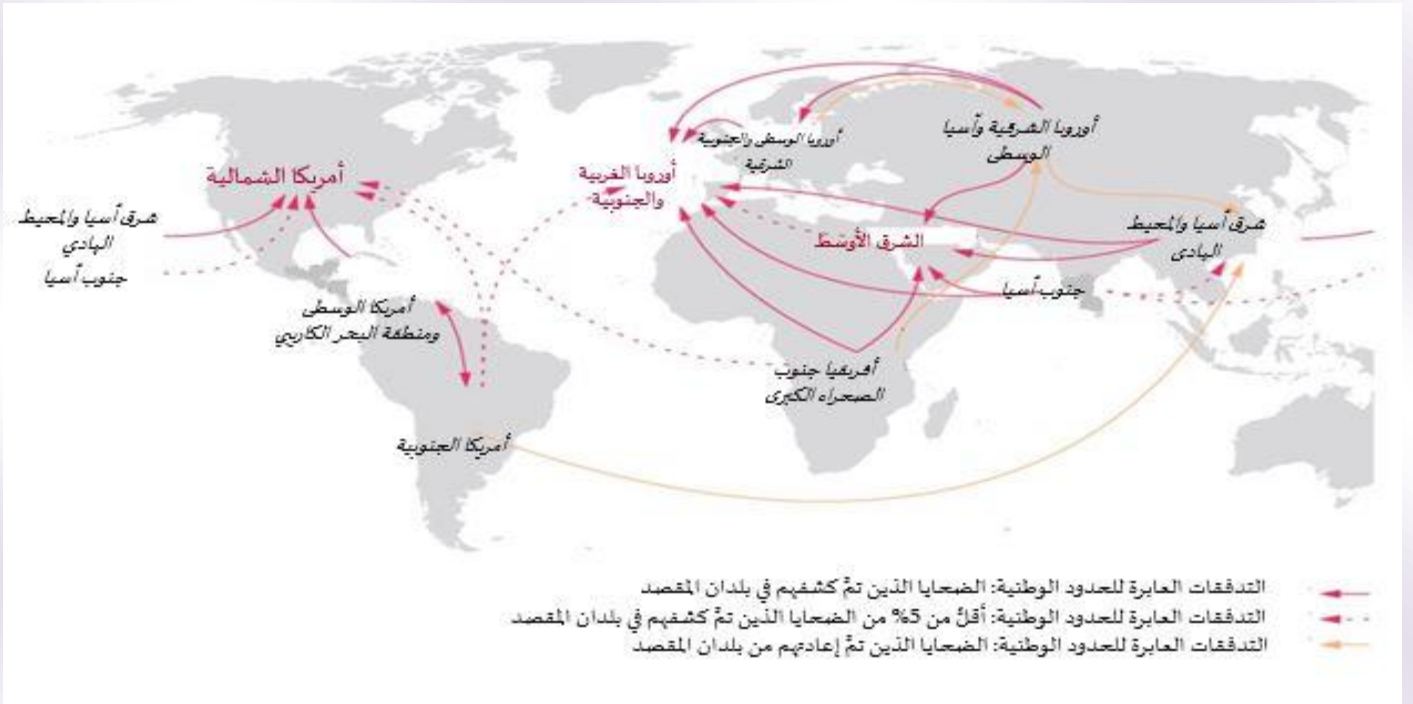 أوروبا الشرقية وآسيا
الوسطى
أوروبا الوسطى والجنوبية
الشرقية
أمريكا الشمالية
أوروبا الغربية
والجنوبية
شرق آسيا والمحيط
الهادي
شرق آسيا والمحيط
الهادي
الشرق الأوسط
جنوب آسيا
جنوب آسيا
أمريكا الوسطى
ومنطقة البحر الكاريبي
أفريقيا جنوب
الصحراء الكبرى
أمريكا الجنوبية
التدفقات العابرة للحدود الوطنية: الضحايا الذين تمَّ كشفهم في بلدان المقصد
التدفقات العابرة للحدود الوطنية: أقلُّ من 5% من الضحايا الذين تمَّ كشفهم في بلدان المقصد
التدفقات العابرة للحدود الوطنية: الضحايا الذين تمَّ إعادتهم من بلدان المقصد